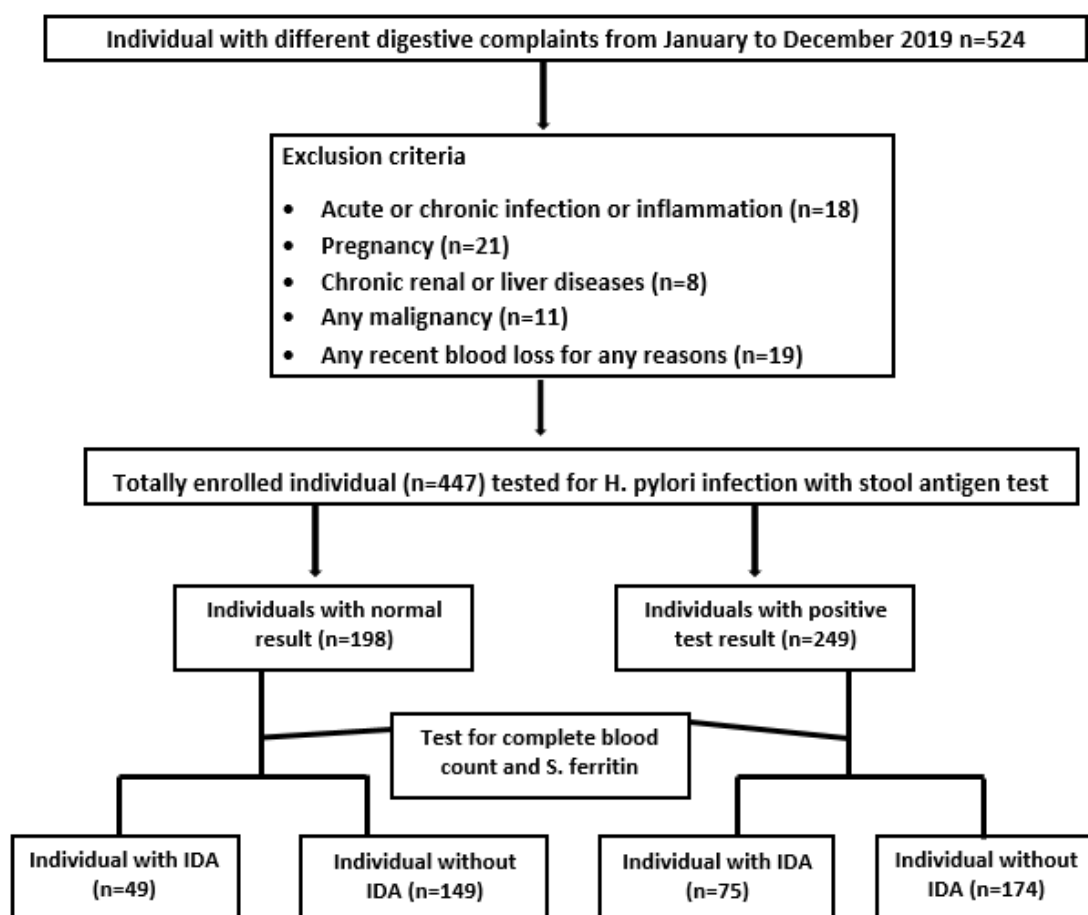 Individual with different digestive complaints from January to December 2019 n=524
Exclusion criteria
• Acute or chronic infection or inflammation (n=18)
• Pregnancy (n=21)
• Chronic renal or liver diseases (n=8)
• Any malignancy (n=11)
• Any recent blood loss for any reasons (n=19)
Totally enrolled individual (n=447) tested for H. pylori infection with stool antigen test
Individuals with normal
result (n=198)
Individuals with positive
test result (n=249)
Test for complete blood
count and S. ferritin
Individual with IDA
(n=49)
Individual without
IDA (n=149)
Individual with IDA
(n=75)
Individual without
IDA (n=174)